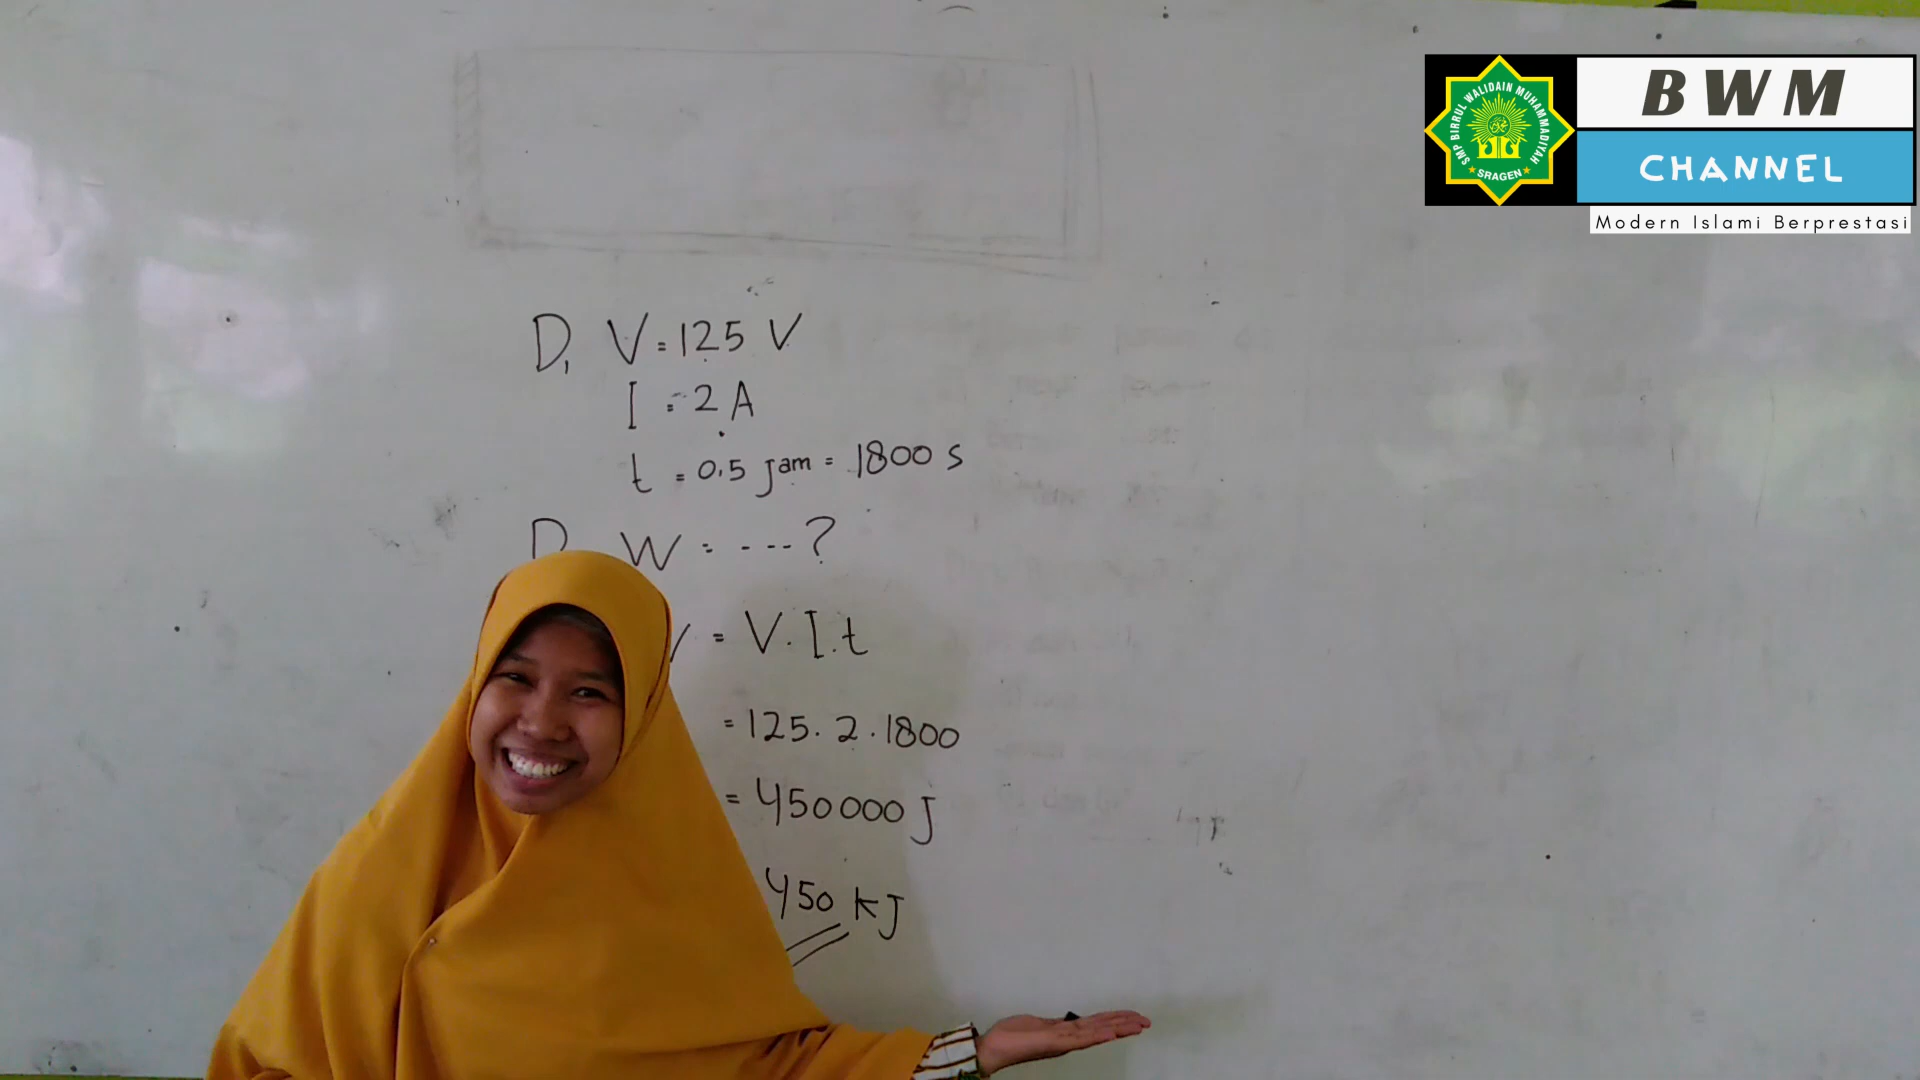 BWM
CHANNEL
Modern Islami Berprestasi
SMP BIRRUL WALIDAIN MUHAMMADIYAH
SRAGEN
D, V = 125 V
I = 2 A
t = 0.5 jam = 1800 s
D W = ---- ?
= V. I. t
= 125. 2. 1800
= 450000 J
450 kJ